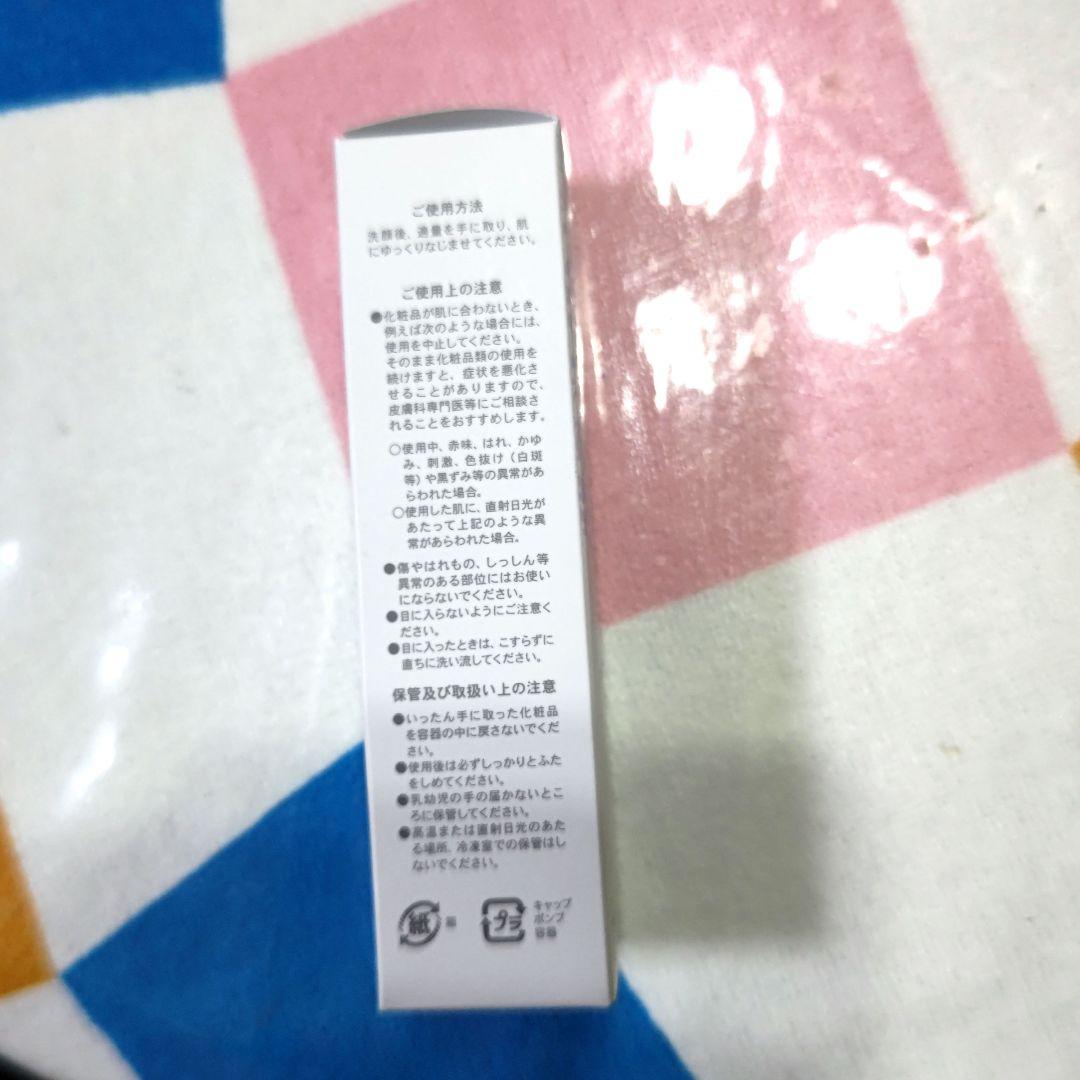 ご使用方法
洗顔後、適量を手に取り、肌
にゆっくりなじませてください。
ご使用上の注意
●化粧品が肌に合わないとき、
例えば次のような場合には、
使用を中止してください。
そのまま化粧品類の使用を
続けますと、症状を悪化さ
せることがありますので、
皮膚科専門医等にご相談さ
れることをおすすめします。
○使用中、赤味、はれ、かゆ
み、刺激、色抜け（白斑
等）や黒ずみ等の異常があ
らわれた場合。
○使用した肌に、直射日光が
あたって上記のような異
常があらわれた場合。
●傷やはれもの、しっしん等
異常のある部位にはお使い
にならないでください。
●目に入らないようにご注意く
ださい。
●目に入ったときは、こすらずに
直ちに洗い流してください。
保管及び取扱い上の注意
●いったん手に取った化粧品
を容器の中に戻さないでくだ
さい。
●使用後は必ずしっかりとふた
をしめてください。
●乳幼児の手の届かないとこ
ろに保管してください。
●高温または直射日光のあた
る場所、冷凍室での保管はし
ないでください。
紙 箱
プラ
キャップ
ポンプ
容器